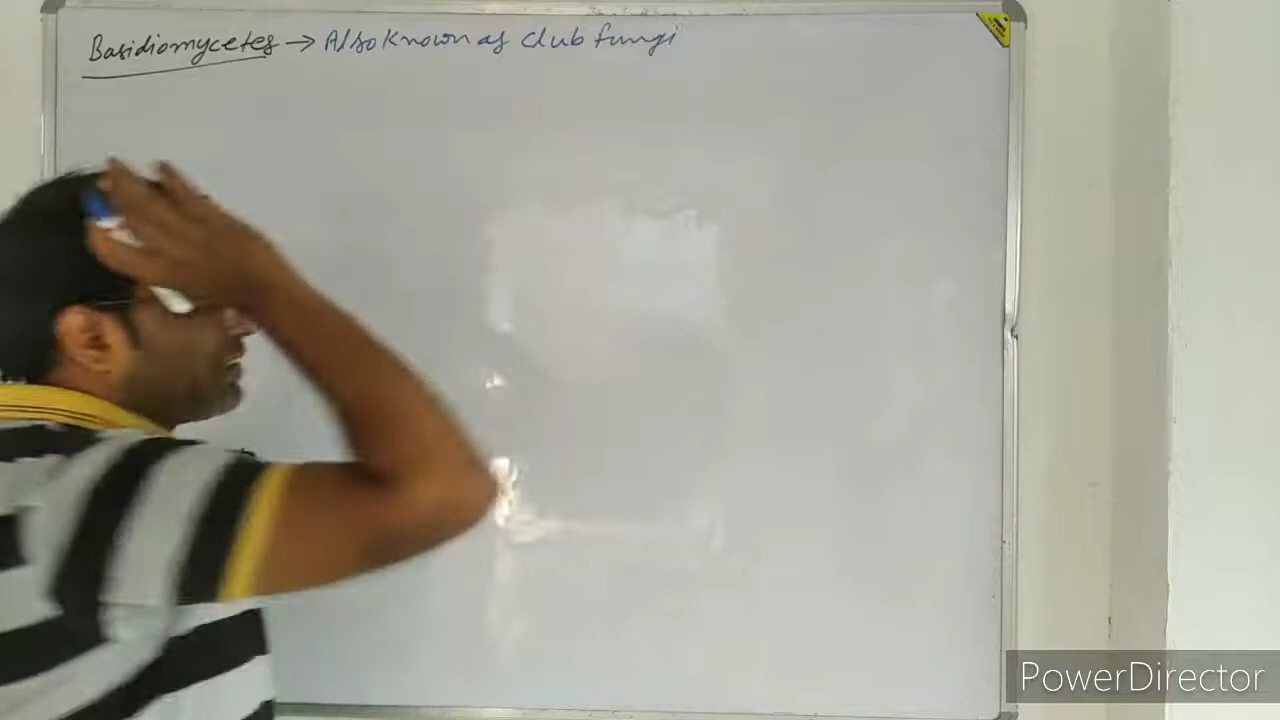 Basidiomycetes → Also Known as Club fungi
PowerDirector